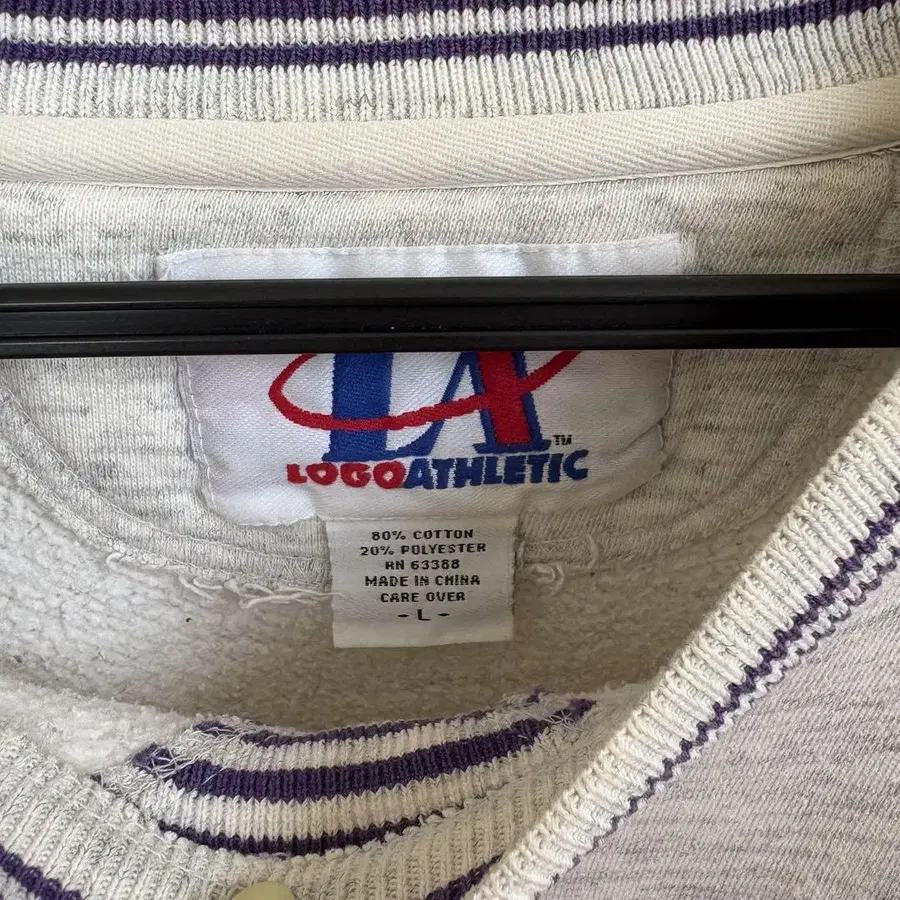 LA
TM
LOGOATHLETIC
80% COTTON
20% POLYESTER
RN 63388
MADE IN CHINA
CARE OVER
- L -